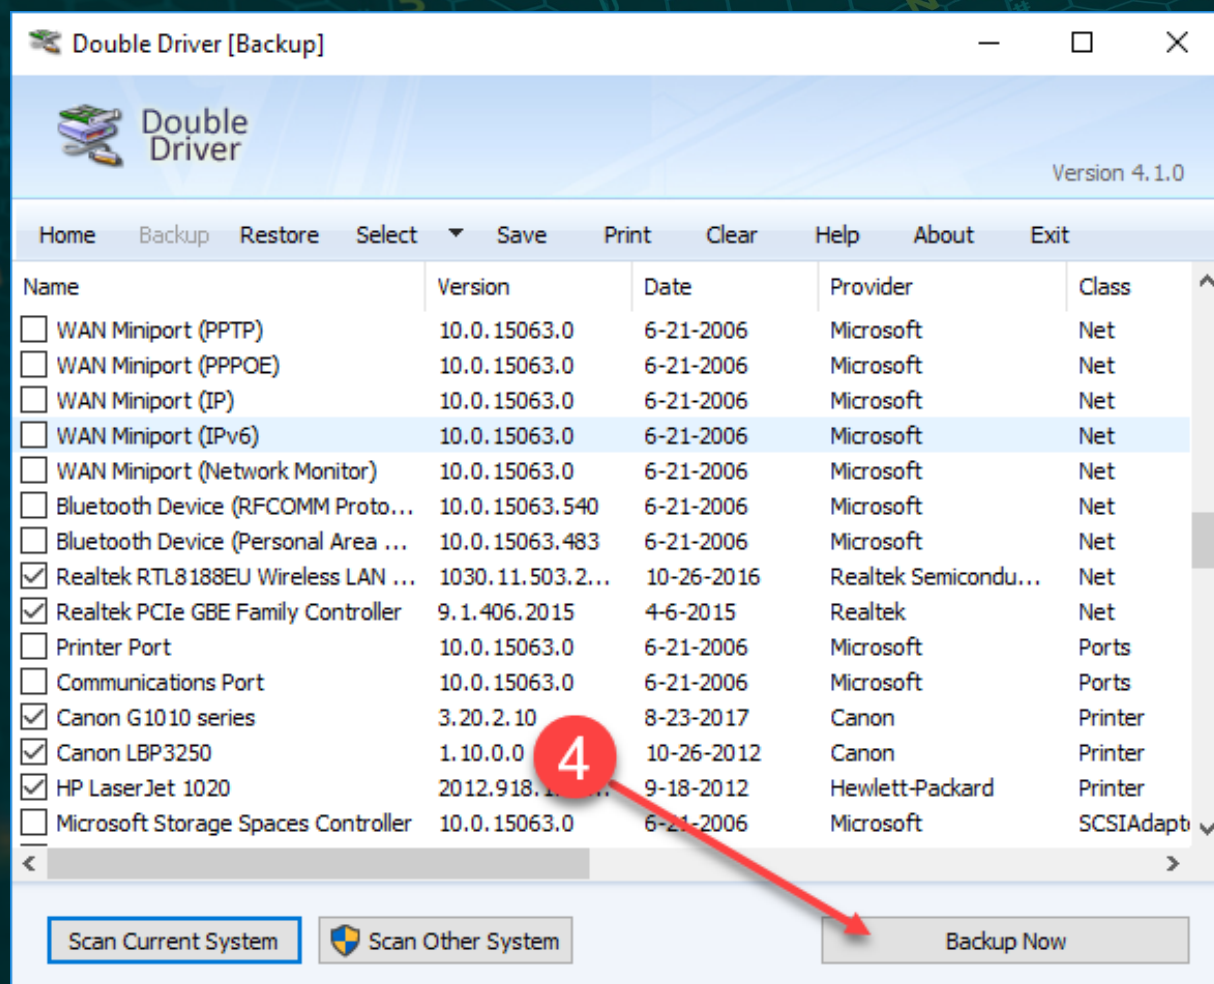 Double Driver [Backup]
Double
Driver
Version 4.1.0
Home Backup Restore Select Save Print Clear Help About Exit
Name Version Date Provider Class
WAN Miniport (PPTP) 10.0.15063.0 6-21-2006 Microsoft Net
WAN Miniport (PPPOE) 10.0.15063.0 6-21-2006 Microsoft Net
WAN Miniport (IP) 10.0.15063.0 6-21-2006 Microsoft Net
WAN Miniport (IPv6) 10.0.15063.0 6-21-2006 Microsoft Net
WAN Miniport (Network Monitor) 10.0.15063.0 6-21-2006 Microsoft Net
Bluetooth Device (RFCOMM Proto... 10.0.15063.540 6-21-2006 Microsoft Net
Bluetooth Device (Personal Area ... 10.0.15063.483 6-21-2006 Microsoft Net
Realtek RTL8188EU Wireless LAN ... 1030.11.503.2... 10-26-2016 Realtek Semicondu... Net
Realtek PCIe GBE Family Controller 9.1.406.2015 4-6-2015 Realtek Net
Printer Port 10.0.15063.0 6-21-2006 Microsoft Ports
Communications Port 10.0.15063.0 6-21-2006 Microsoft Ports
Canon G1010 series 3.20.2.10 8-23-2017 Canon Printer
Canon LBP3250 1.10.0.0 4 10-26-2012 Canon Printer
HP LaserJet 1020 2012.918. 9-18-2012 Hewlett-Packard Printer
Microsoft Storage Spaces Controller 10.0.15063.0 6-21-2006 Microsoft SCSIAdapt
Scan Current System Scan Other System Backup Now